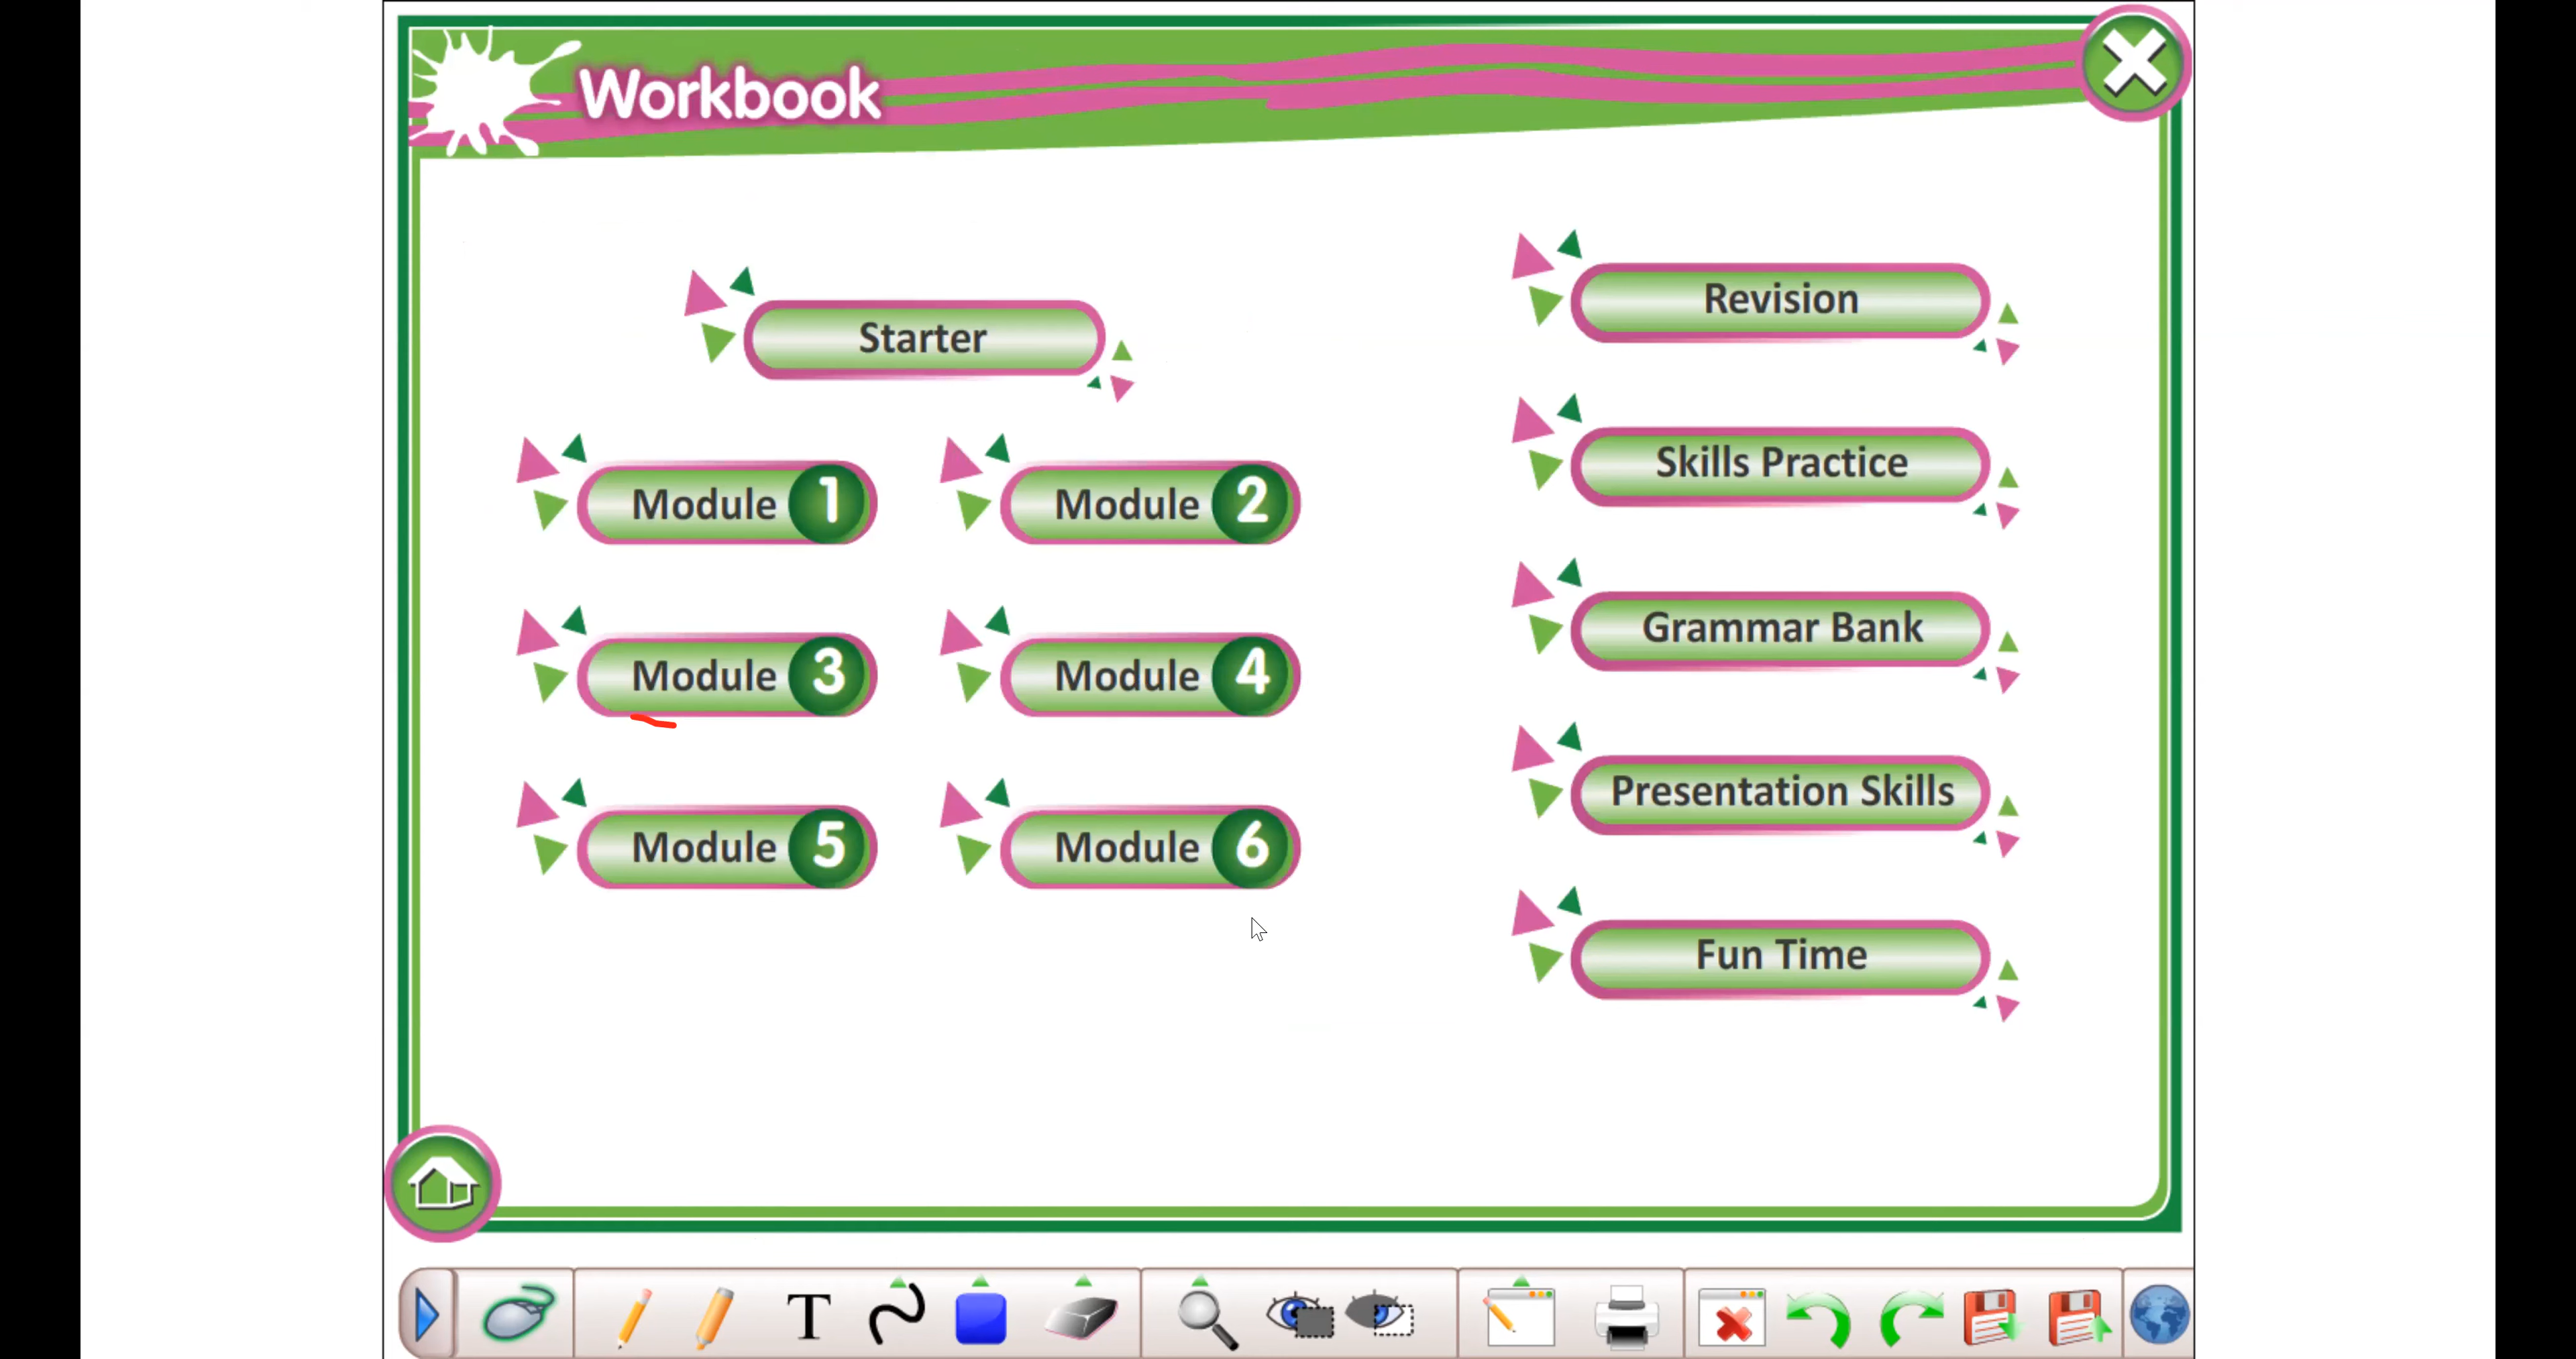 Workbook
Starter
Module 1
Module 2
Module 3
Module 4
Module 5
Module 6
Revision
Skills Practice
Grammar Bank
Presentation Skills
Fun Time
T